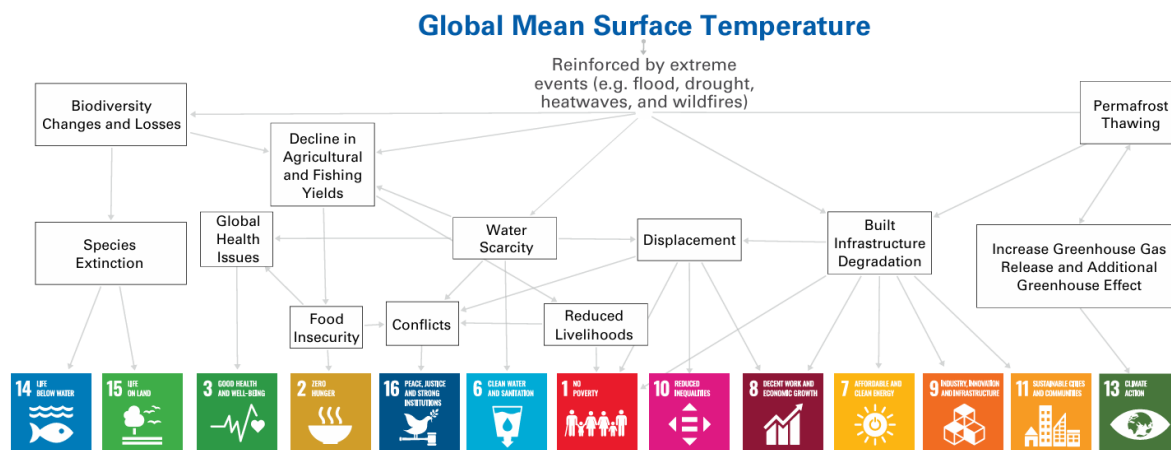 Global Mean Surface Temperature
Reinforced by extreme
events (e.g. flood, drought,
heatwaves, and wildfires)
Biodiversity
Changes and Losses
Permafrost
Thawing
Decline in
Agricultural
and Fishing
Yields
Species
Extinction
Global
Health
Issues
Water
Scarcity
Displacement
Built
Infrastructure
Degradation
Increase Greenhouse Gas
Release and Additional
Greenhouse Effect
Food
Insecurity
Conflicts
Reduced
Livelihoods
14 LIFE
BELOW WATER
15 LIFE
ON LAND
3 GOOD HEALTH
AND WELL-BEING
2 ZERO
HUNGER
16 PEACE, JUSTICE
AND STRONG
INSTITUTIONS
6 CLEAN WATER
AND SANITATION
1 NO
POVERTY
10 REDUCED
INEQUALITIES
8 DECENT WORK AND
ECONOMIC GROWTH
7 AFFORDABLE AND
CLEAN ENERGY
9 INDUSTRY, INNOVATION
AND INFRASTRUCTURE
11 SUSTAINABLE CITIES
AND COMMUNITIES
13 CLIMATE
ACTION